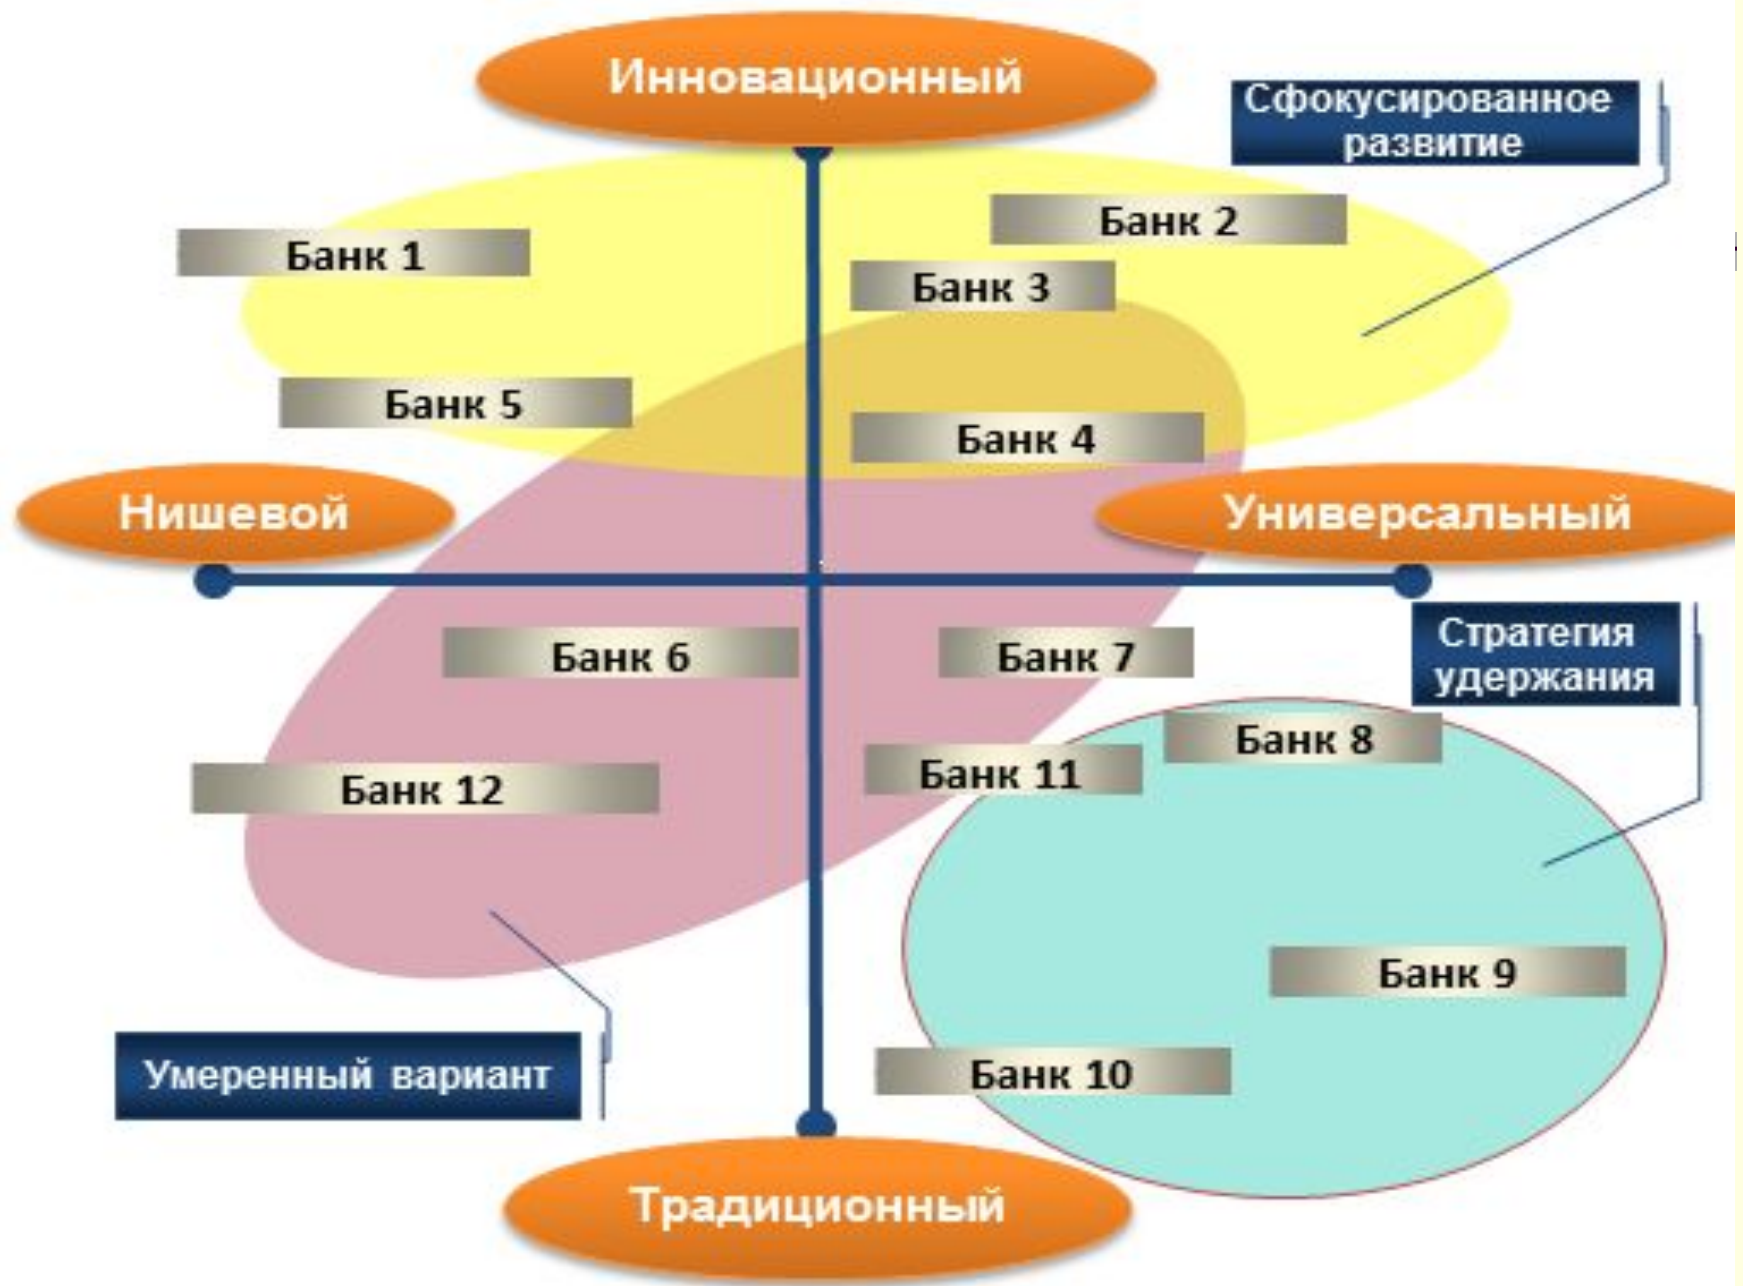 Инновационный
Сфокусированное
развитие
Банк 2
Банк 1
Банк 3
Банк 5
Банк 4
Нишевой
Универсальный
Стратегия
удержания
Банк 6
Банк 7
Банк 8
Банк 11
Банк 12
Банк 9
Умеренный вариант
Банк 10
Традиционный